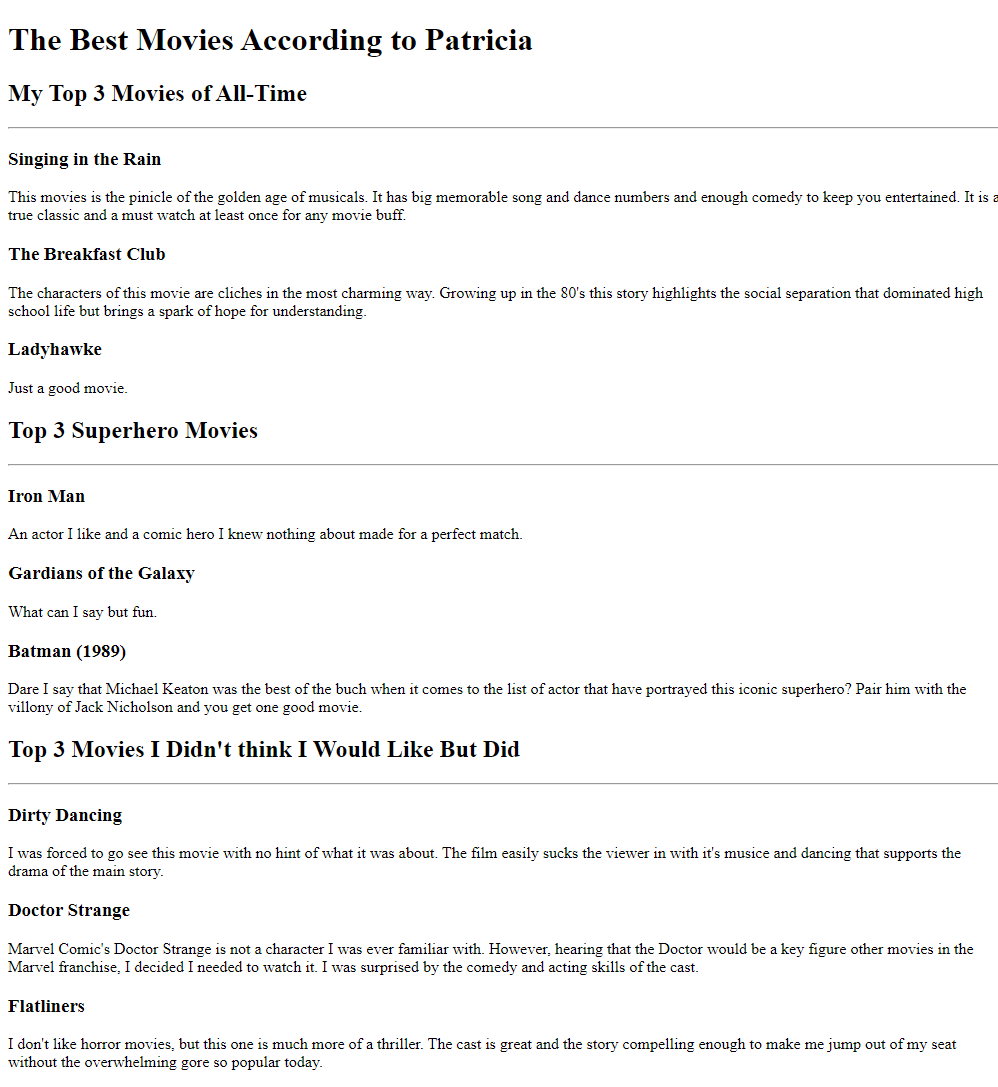 The Best Movies According to Patricia
My Top 3 Movies of All-Time
Singing in the Rain
This movies is the pinicle of the golden age of musicals. It has big memorable song and dance numbers and enough comedy to keep you entertained. It is a
true classic and a must watch at least once for any movie buff.
The Breakfast Club
The characters of this movie are cliches in the most charming way. Growing up in the 80's this story highlights the social separation that dominated high
school life but brings a spark of hope for understanding.
Ladyhawke
Just a good movie.
Top 3 Superhero Movies
Iron Man
An actor I like and a comic hero I knew nothing about made for a perfect match.
Gardians of the Galaxy
What can I say but fun.
Batman (1989)
Dare I say that Michael Keaton was the best of the buch when it comes to the list of actor that have portrayed this iconic superhero? Pair him with the
villony of Jack Nicholson and you get one good movie.
Top 3 Movies I Didn't think I Would Like But Did
Dirty Dancing
I was forced to go see this movie with no hint of what it was about. The film easily sucks the viewer in with it's musice and dancing that supports the
drama of the main story.
Doctor Strange
Marvel Comic's Doctor Strange is not a character I was ever familiar with. However, hearing that the Doctor would be a key figure other movies in the
Marvel franchise, I decided I needed to watch it. I was surprised by the comedy and acting skills of the cast.
Flatliners
I don't like horror movies, but this one is much more of a thriller. The cast is great and the story compelling enough to make me jump out of my seat
without the overwhelming gore so popular today.